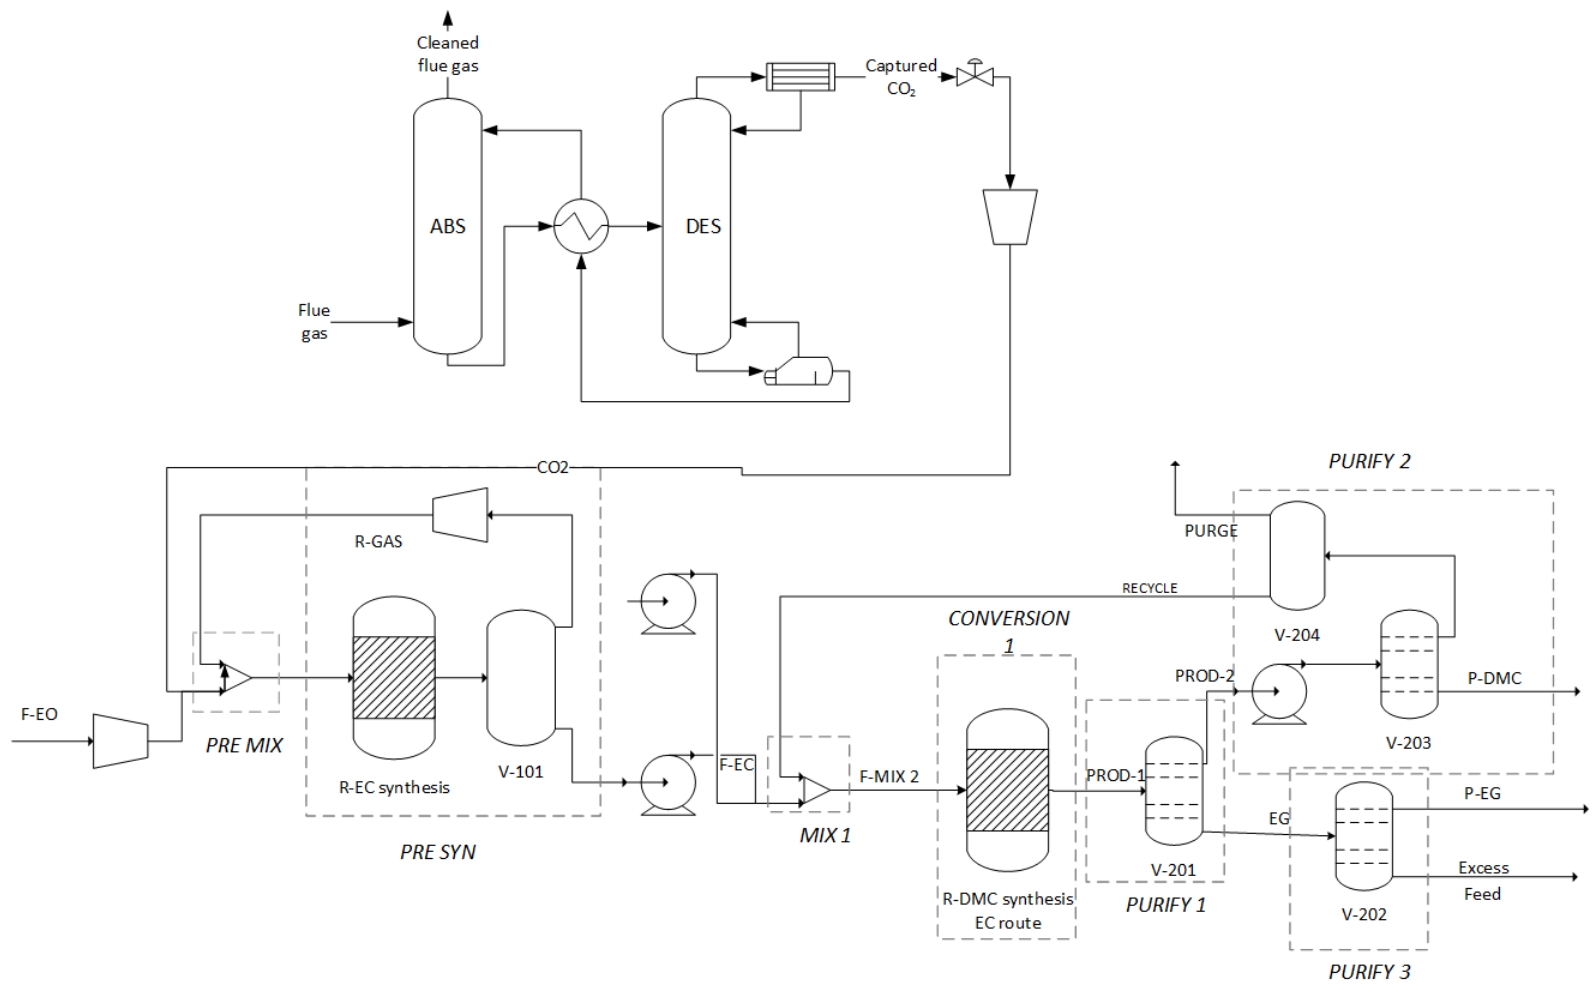 Cleaned
flue gas
Captured
CO₂
ABS
DES
Flue
gas
CO2
PURIFY 2
R-GAS
PURGE
RECYCLE
CONVERSION
1
V-204
PROD-2
P-DMC
F-EO
PRE MIX
V-101
R-EC synthesis
F-EC
F-MIX 2
PROD-1
V-203
P-EG
EG
MIX 1
PRE SYN
V-201
Excess
Feed
R-DMC synthesis
EC route
PURIFY 1
V-202
PURIFY 3